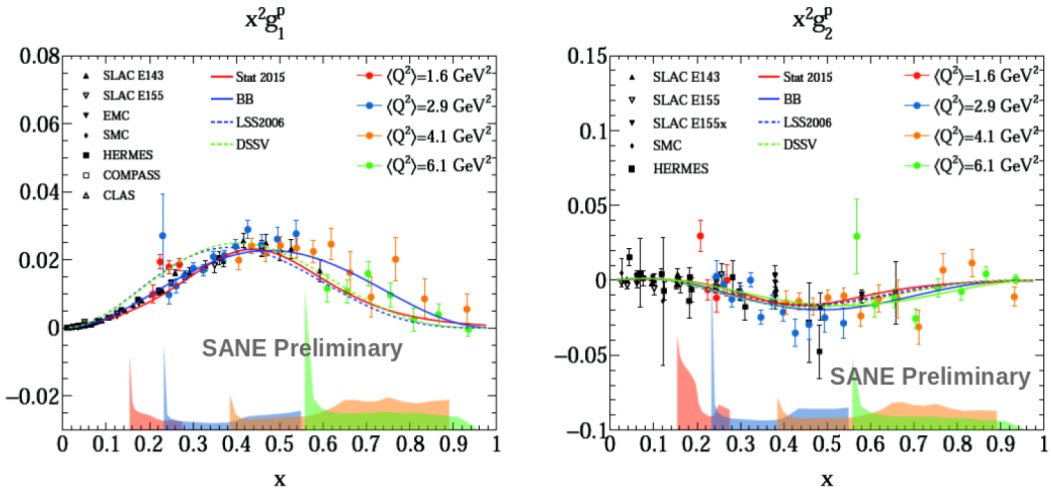 x²g₁ᵖ
0.08
0.06
0.04
0.02
0
−0.02
SLAC E143
SLAC E155
EMC
SMC
HERMES
COMPASS
CLAS
Stat 2015
BB
LSS2006
DSSV
⟨Q²⟩=1.6 GeV²
⟨Q²⟩=2.9 GeV²
⟨Q²⟩=4.1 GeV²
⟨Q²⟩=6.1 GeV²
SANE Preliminary
0 0.1 0.2 0.3 0.4 0.5 0.6 0.7 0.8 0.9 1
x
x²g₂ᵖ
0.15
0.1
0.05
0
−0.05
−0.1
SLAC E143
SLAC E155
SLAC E155x
SMC
HERMES
Stat 2015
BB
LSS2006
DSSV
⟨Q²⟩=1.6 GeV²
⟨Q²⟩=2.9 GeV²
⟨Q²⟩=4.1 GeV²
⟨Q²⟩=6.1 GeV²
SANE Preliminary
0 0.1 0.2 0.3 0.4 0.5 0.6 0.7 0.8 0.9 1
x